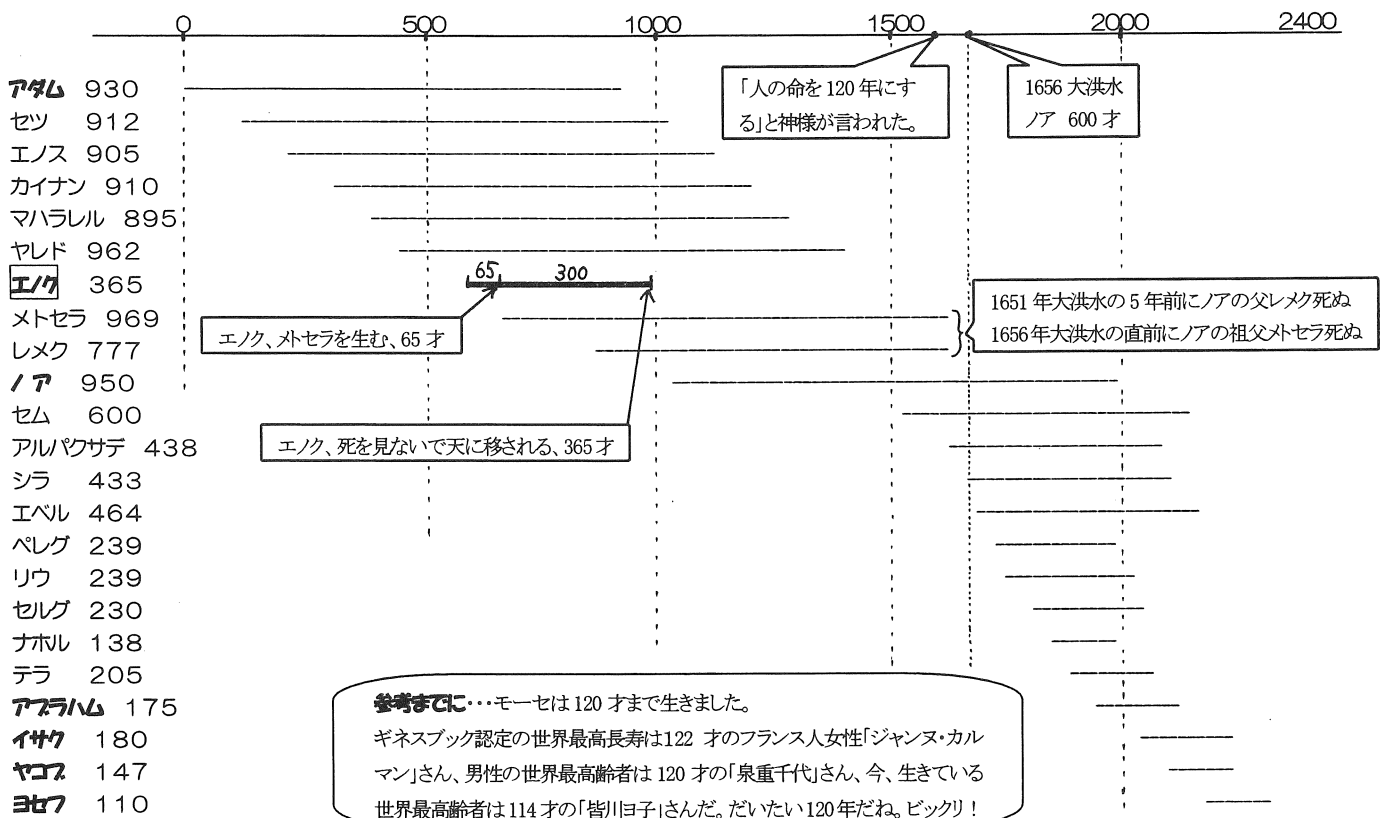 0 500 1000 1500 2000 2400
「人の命を120年にす
る」と神様が言われた。
1656 大洪水
ノア 600才
アダム 930
セツ 912
エノス 905
カイナン 910
マハラレル 895
ヤレド 962
エノク 365
65 300
メトセラ 969
エノク、メトセラを生む、65才
1651年大洪水の5年前にノアの父レメク死ぬ
1656年大洪水の直前にノアの祖父メトセラ死ぬ
レメク 777
ノア 950
セム 600
エノク、死を見ないで天に移される、365才
アルパクサデ 438
シラ 433
エベル 464
ペレグ 239
リウ 239
セルグ 230
ナホル 138
テラ 205
アブラハム 175
イサク 180
ヤコブ 147
ヨセフ 110
参考までに…モーセは120才まで生きました。
ギネスブック認定の世界最高長寿は122才のフランス人女性「ジャンヌ・カル
マン」さん、男性の世界最高齢者は120才の「泉重千代」さん、今、生きている
世界最高齢者は114才の「皆川ヨ子」さんだ。だいたい120年だね。ビックリ!